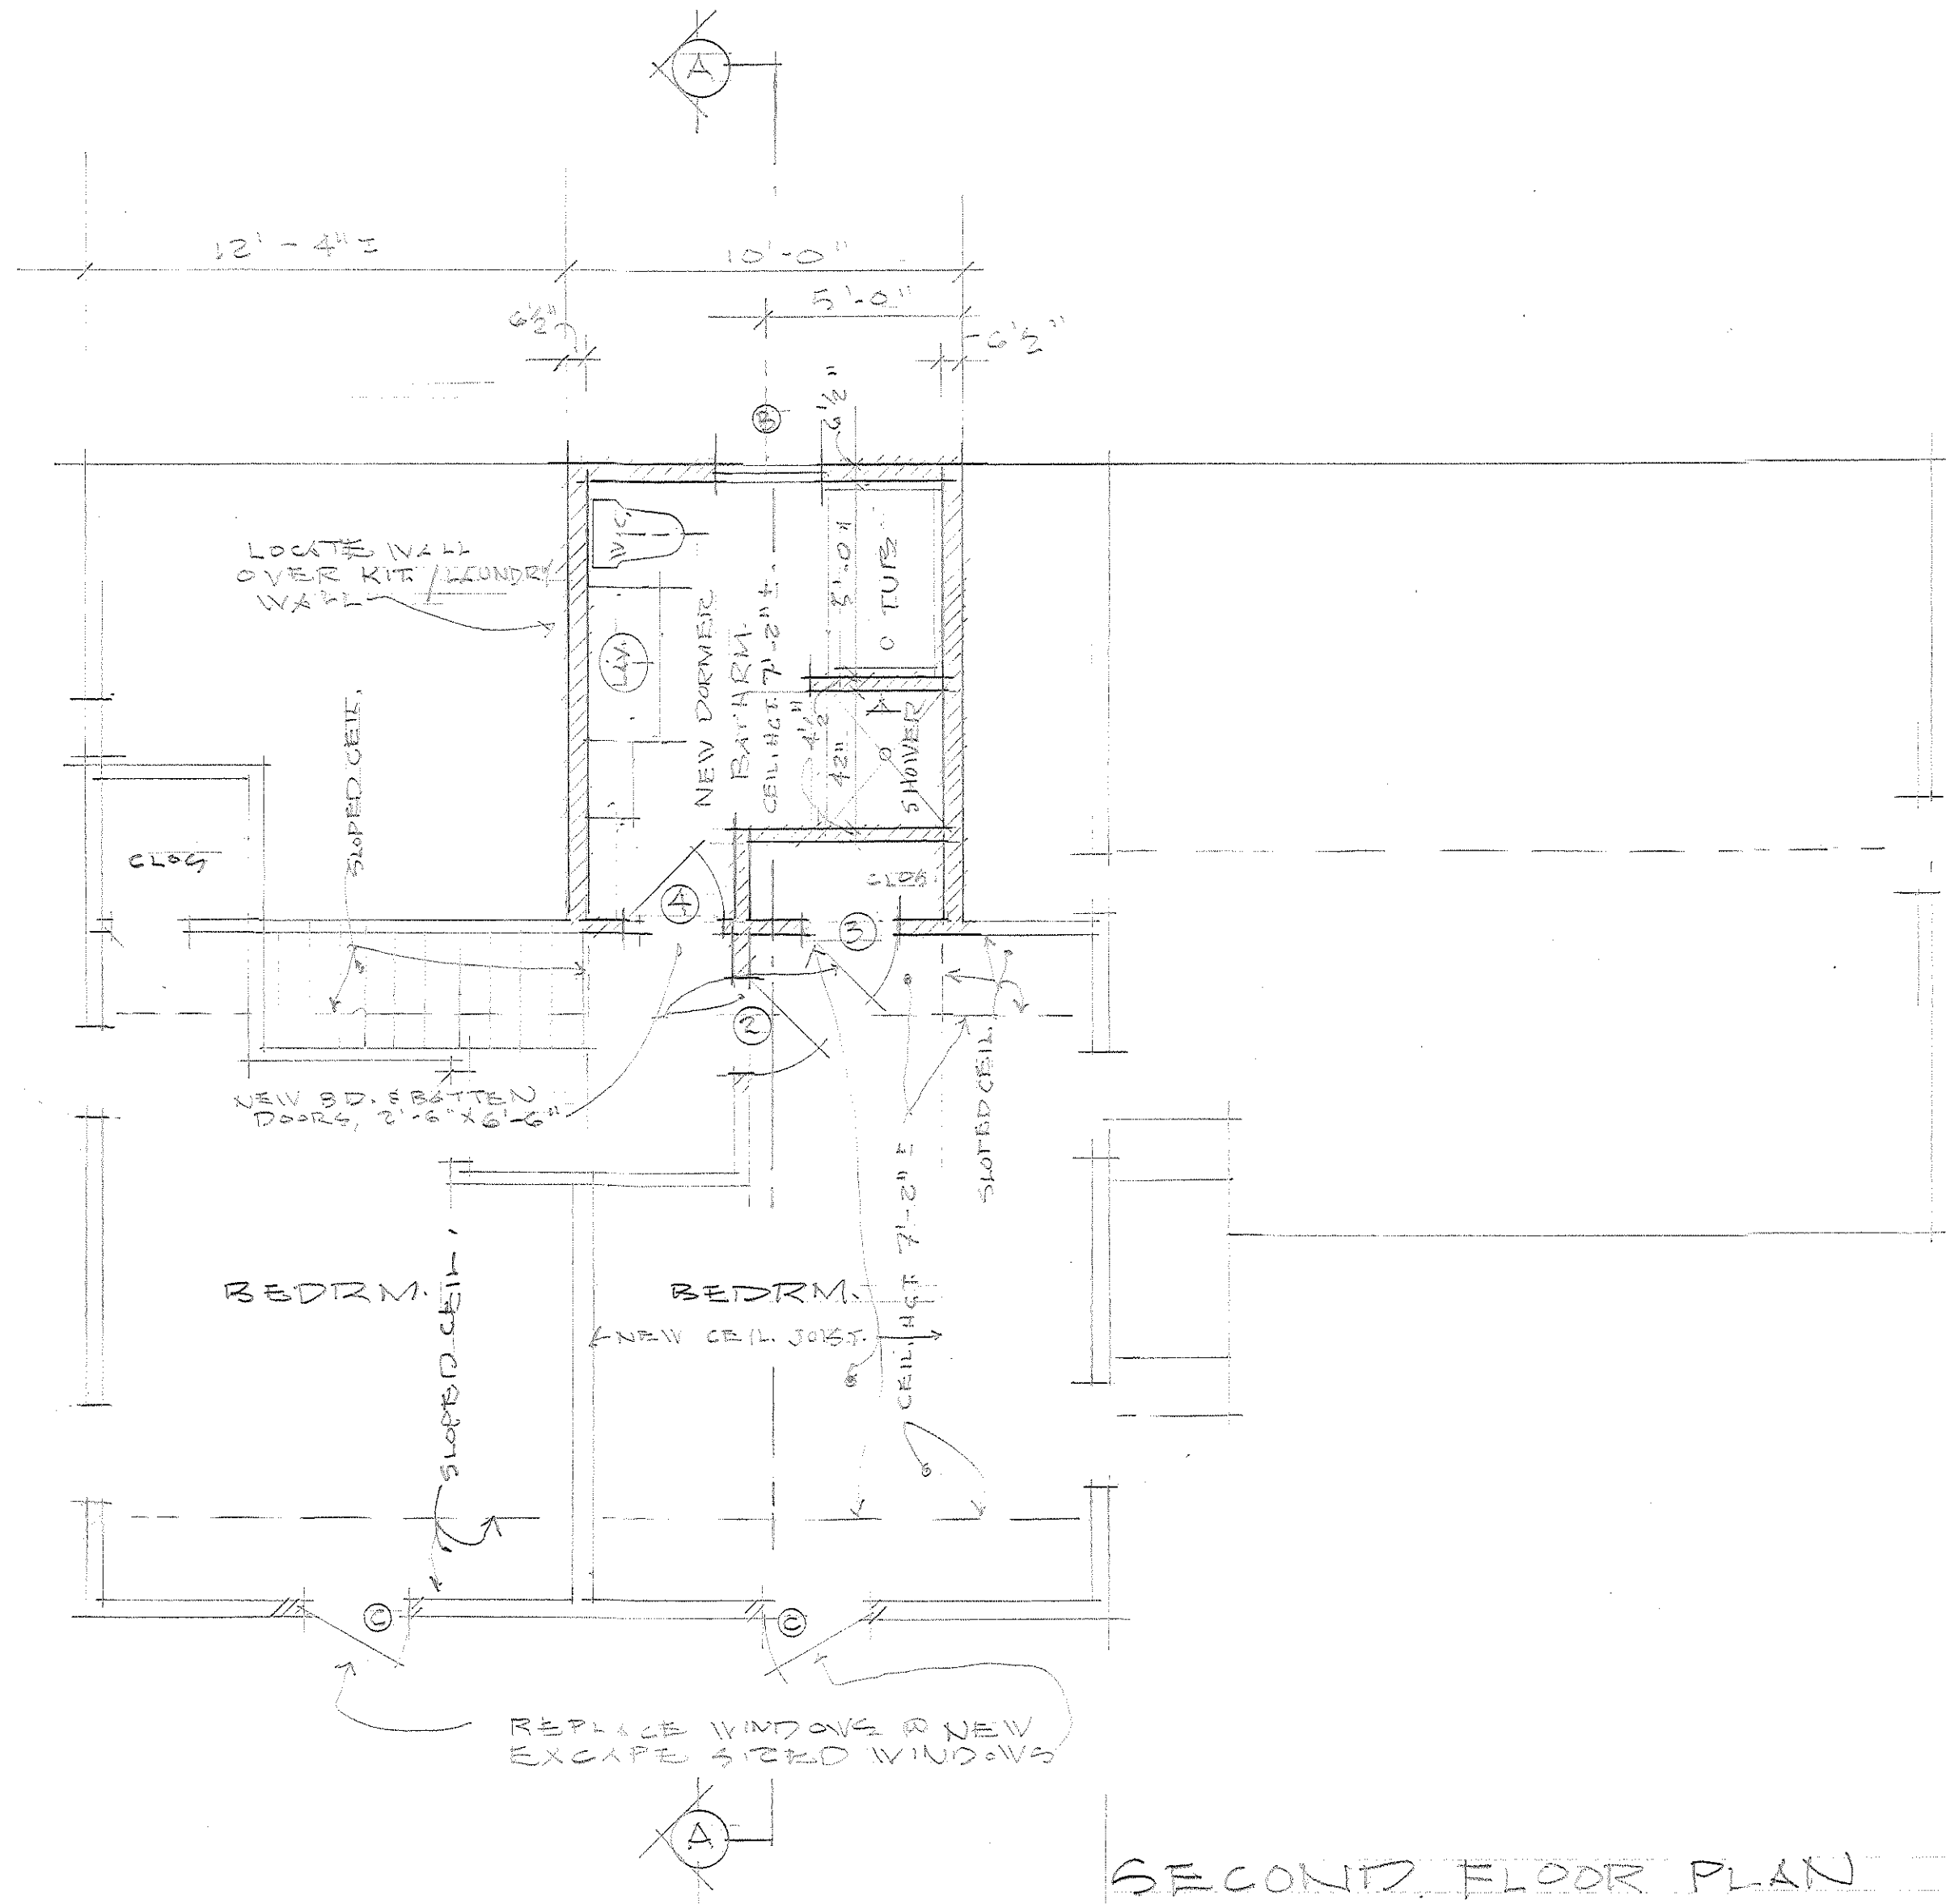 A
12' - 4" ±
10'-0"
5'-0"
6½"
6½"
B
6½"
LOCATE WALL
OVER KIT. / LAUNDRY
WALL
W.C.
5'-0"
TUB
LAV.
NEW DORMER
BATHRM.
CEIL. HGT. 7'-2" ±
4½"
42"
SHOWER
SLOPED CEIL.
CLOS
CLOS.
4
3
2
NEW BD. & BATTEN
DOORS, 2'-6" X 6'-6"
SLOPED CEIL.
CEIL. HGT. 7'-2" ±
SLOPED CEIL.
BEDRM.
BEDRM.
NEW CEIL. JOIST.
C
C
REPLACE WINDOWS @ NEW
EXCAPE SIZED WINDOWS
A
SECOND FLOOR PLAN